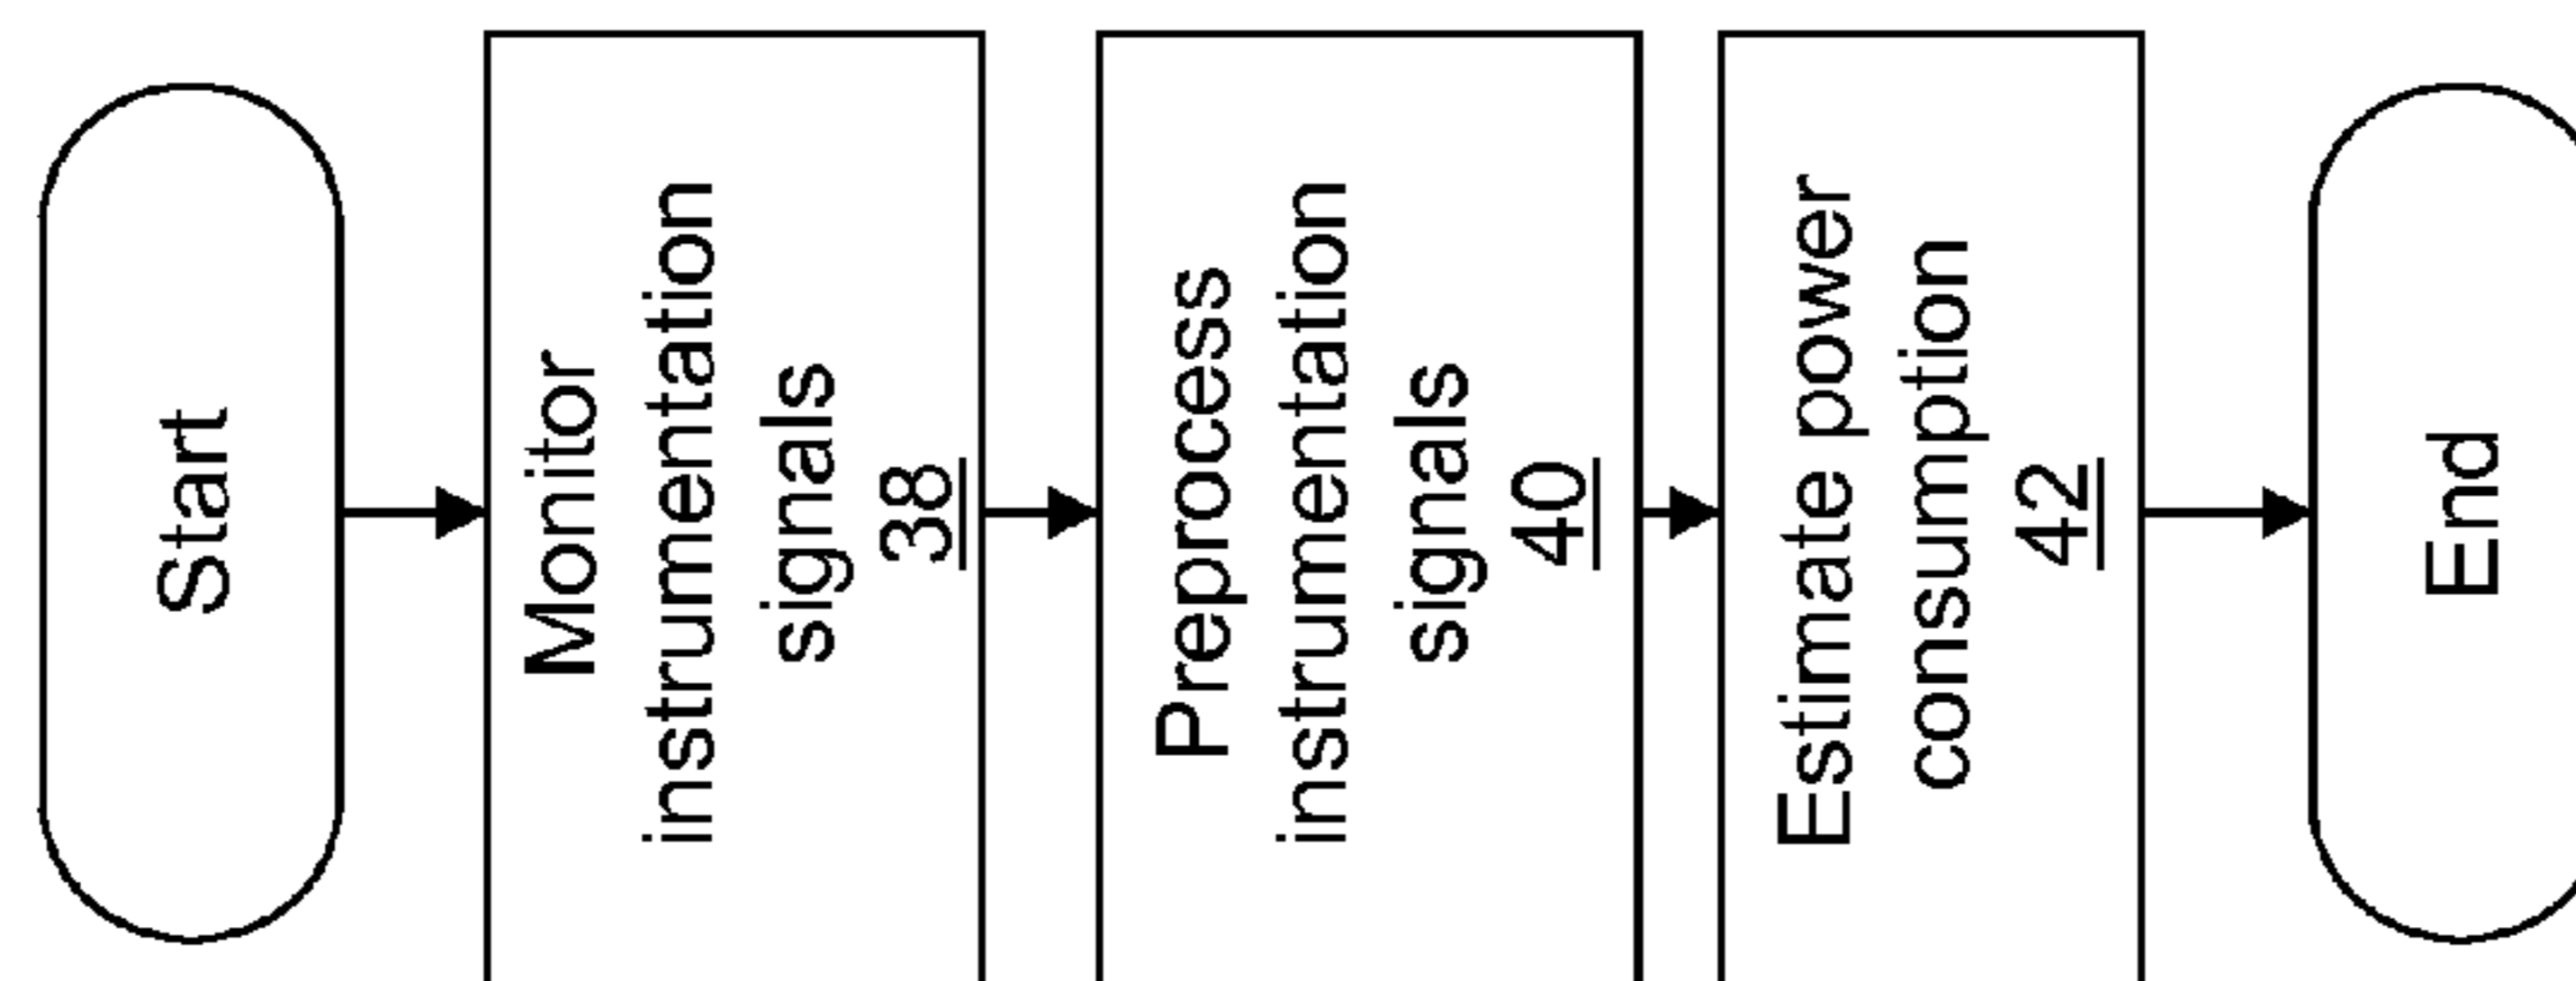 Start
Monitor
instrumentation
signals
38
Preprocess
instrumentation
signals
40
Estimate power
consumption
42
End